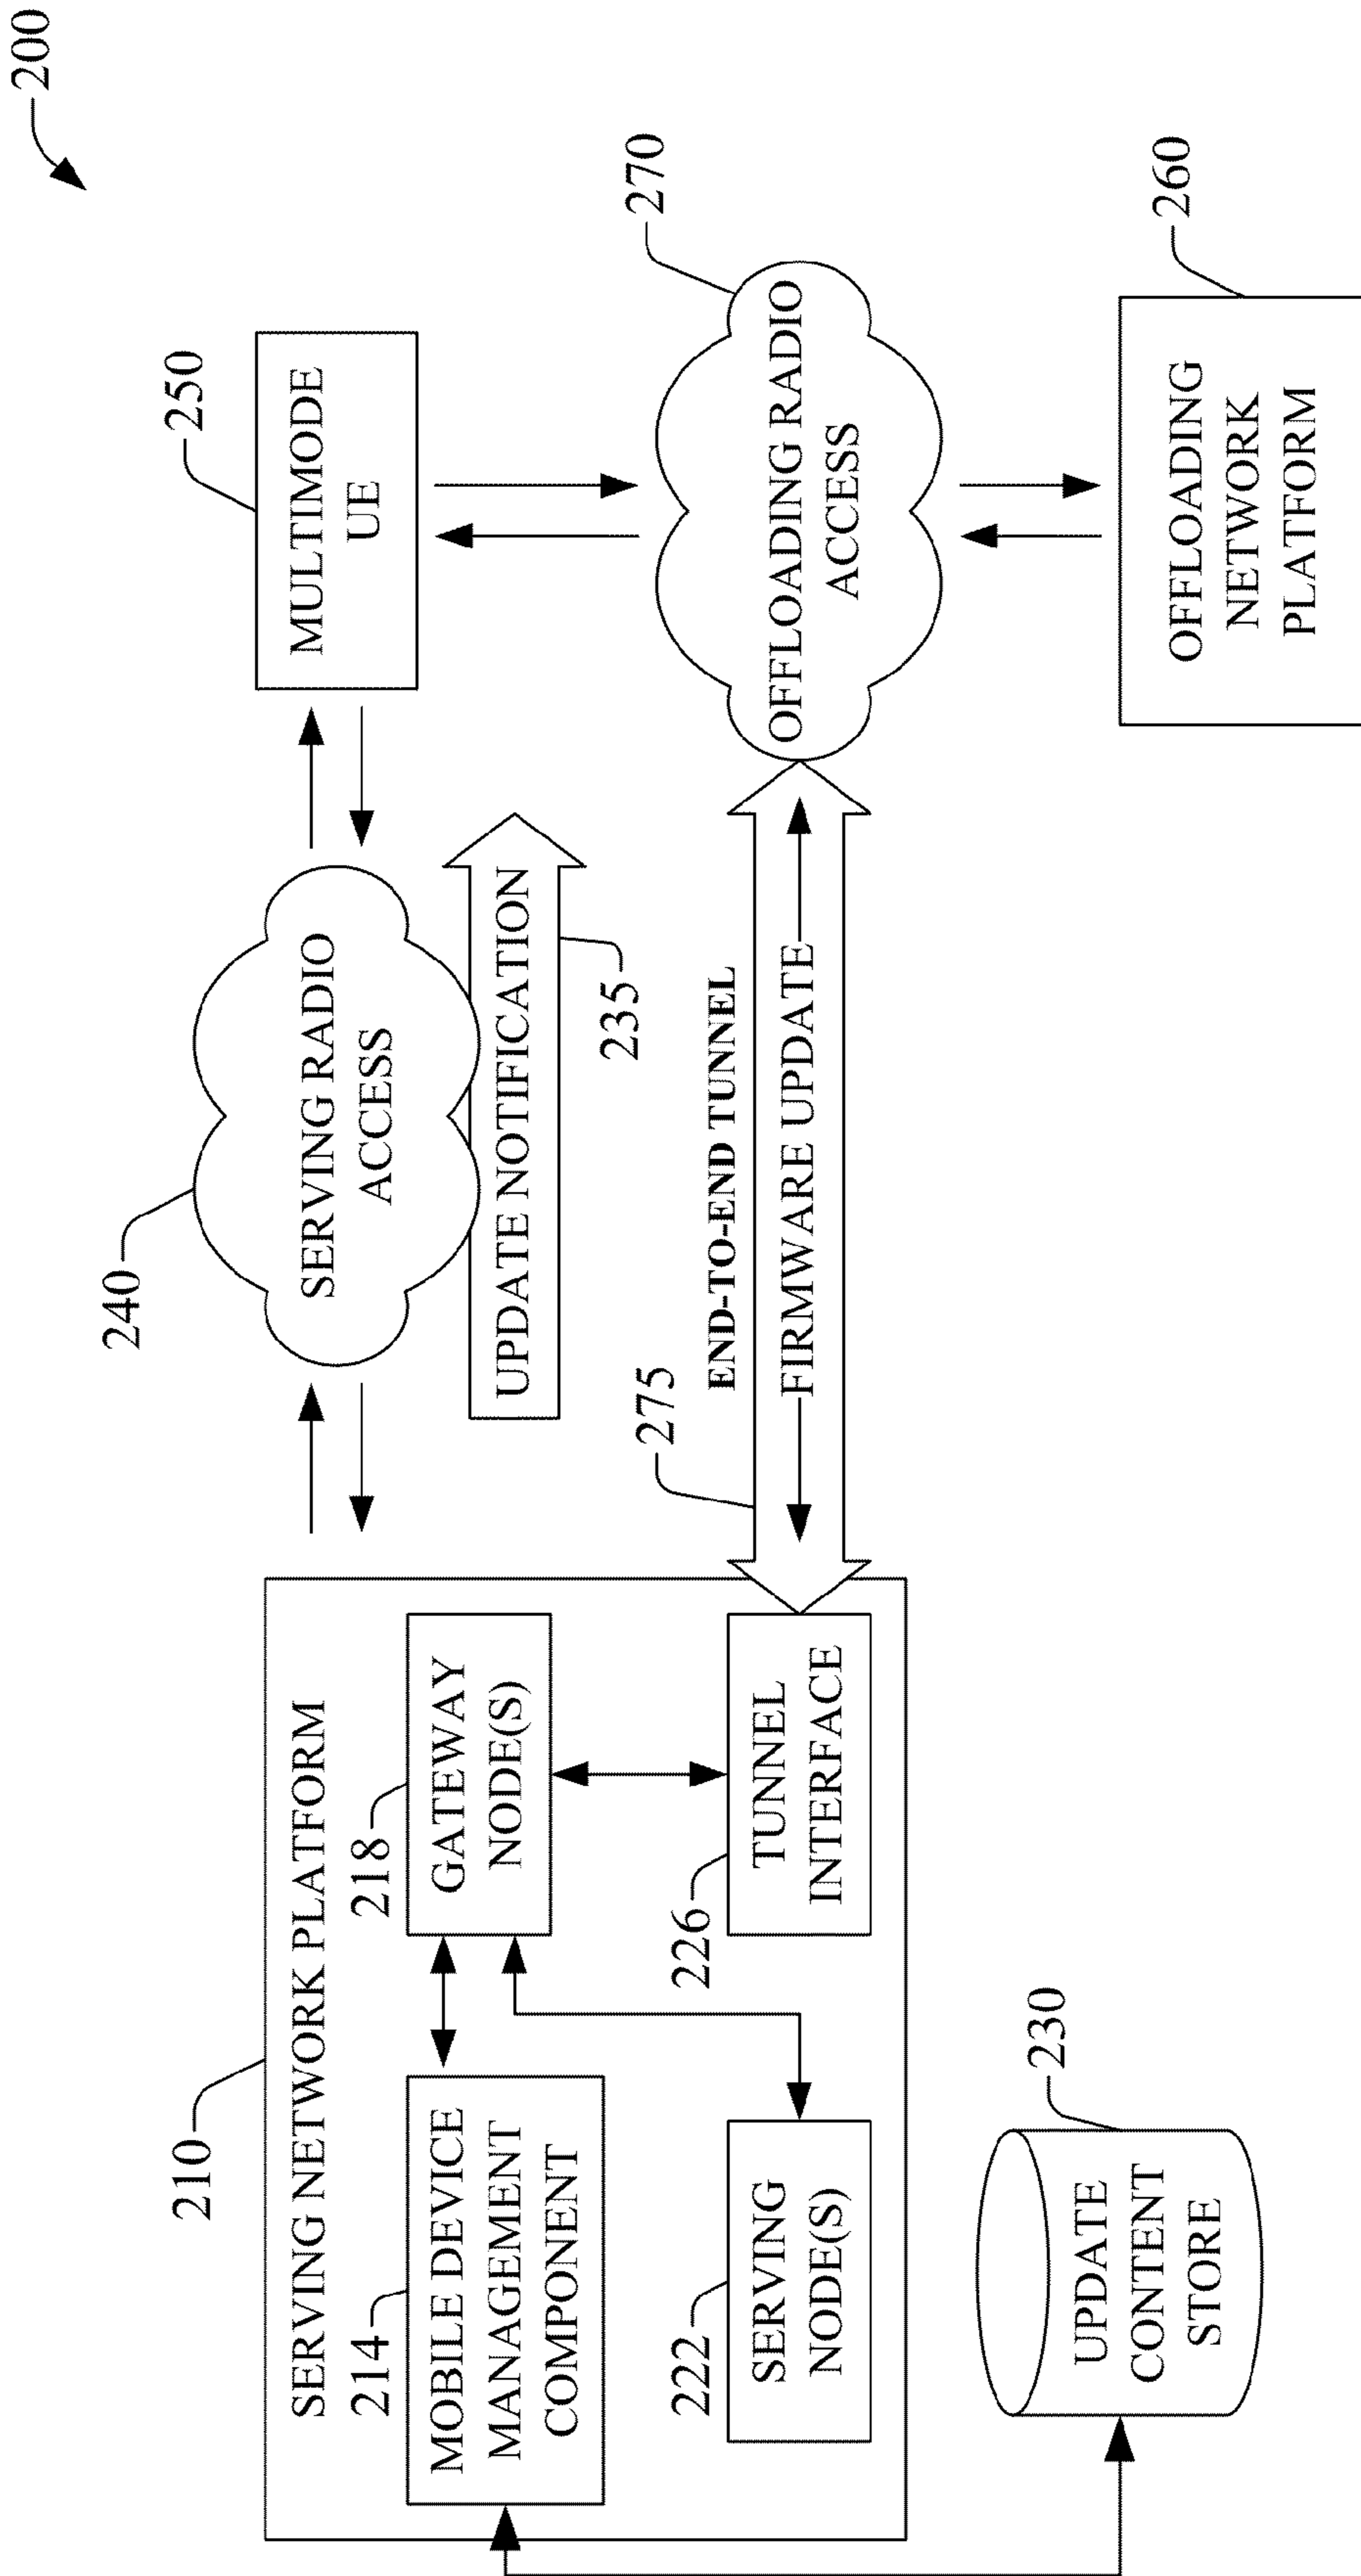 200
210
SERVING NETWORK PLATFORM
214
MOBILE DEVICE
MANAGEMENT
COMPONENT
218
GATEWAY
NODE(S)
222
SERVING
NODE(S)
226
TUNNEL
INTERFACE
230
UPDATE
CONTENT
STORE
240
SERVING RADIO
ACCESS
UPDATE NOTIFICATION
235
250
MULTIMODE
UE
275
END-TO-END TUNNEL
FIRMWARE UPDATE
270
OFFLOADING RADIO
ACCESS
260
OFFLOADING
NETWORK
PLATFORM